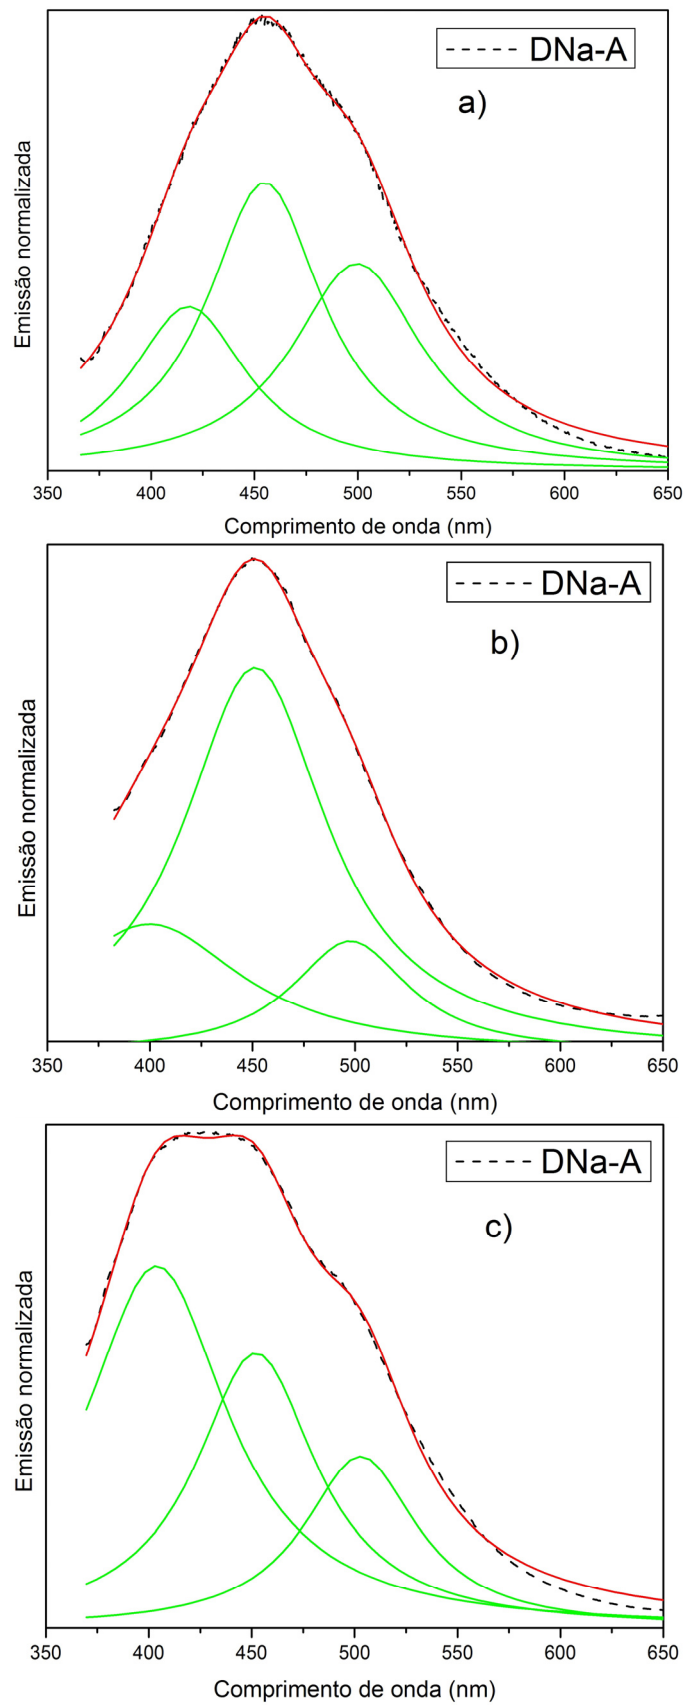 DNa-A
a)
Emissão normalizada
350 400 450 500 550 600 650
Comprimento de onda (nm)
DNa-A
b)
Emissão normalizada
350 400 450 500 550 600 650
Comprimento de onda (nm)
DNa-A
c)
Emissão normalizada
350 400 450 500 550 600 650
Comprimento de onda (nm)